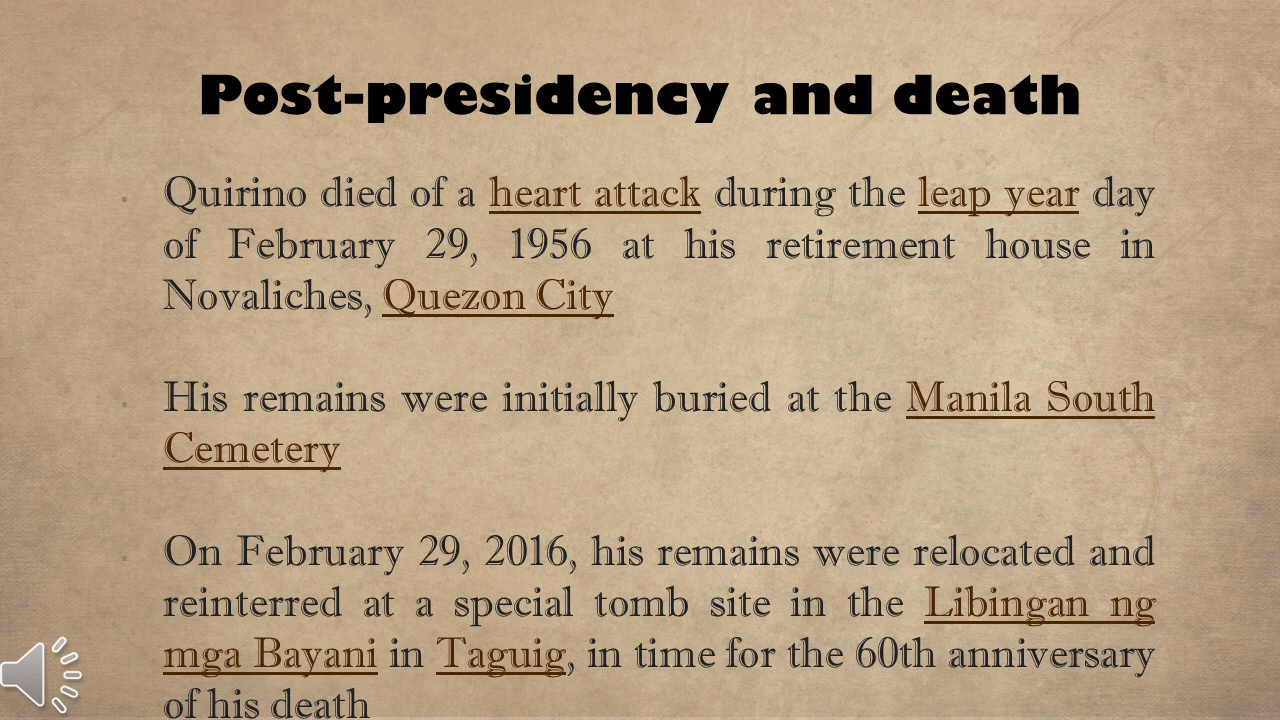 Post-presidency and death
Quirino died of a heart attack during the leap year day
of February 29, 1956 at his retirement house in
Novaliches, Quezon City
His remains were initially buried at the Manila South
Cemetery
On February 29, 2016, his remains were relocated and
reinterred at a special tomb site in the Libingan ng
mga Bayani in Taguig, in time for the 60th anniversary
of his death